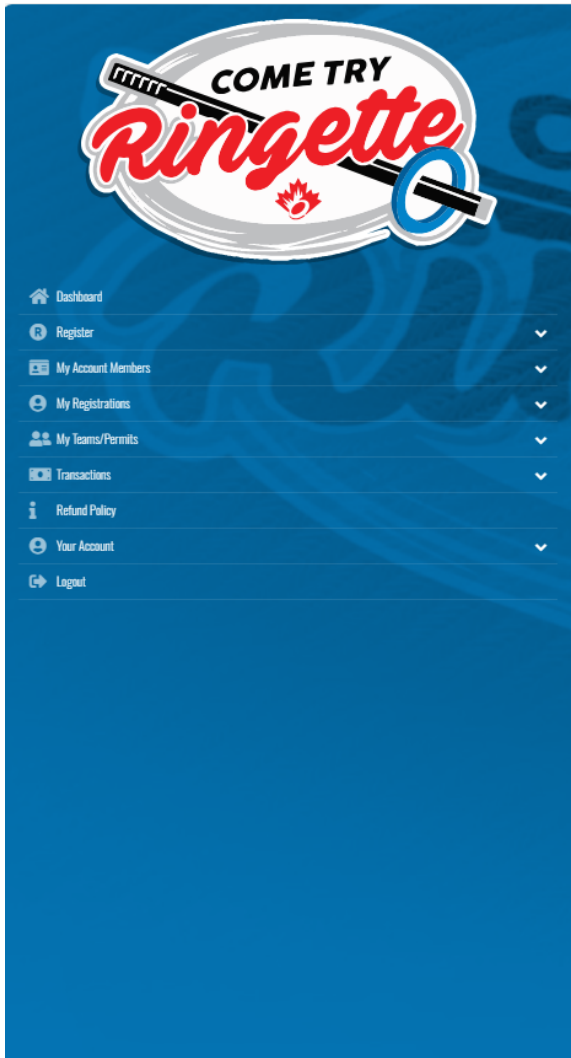 COME TRY
Ringette
Dashboard
Register
My Account Members
My Registrations
My Teams/Permits
Transactions
Refund Policy
Your Account
Logout